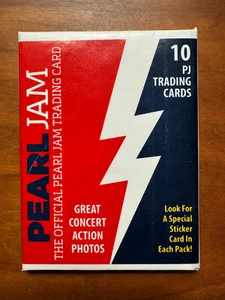 PEARL JAM
THE OFFICIAL PEARL JAM TRADING CARD
10
PJ
TRADING
CARDS
GREAT
CONCERT
ACTION
PHOTOS
Look For
A Special
Sticker
Card In
Each Pack!